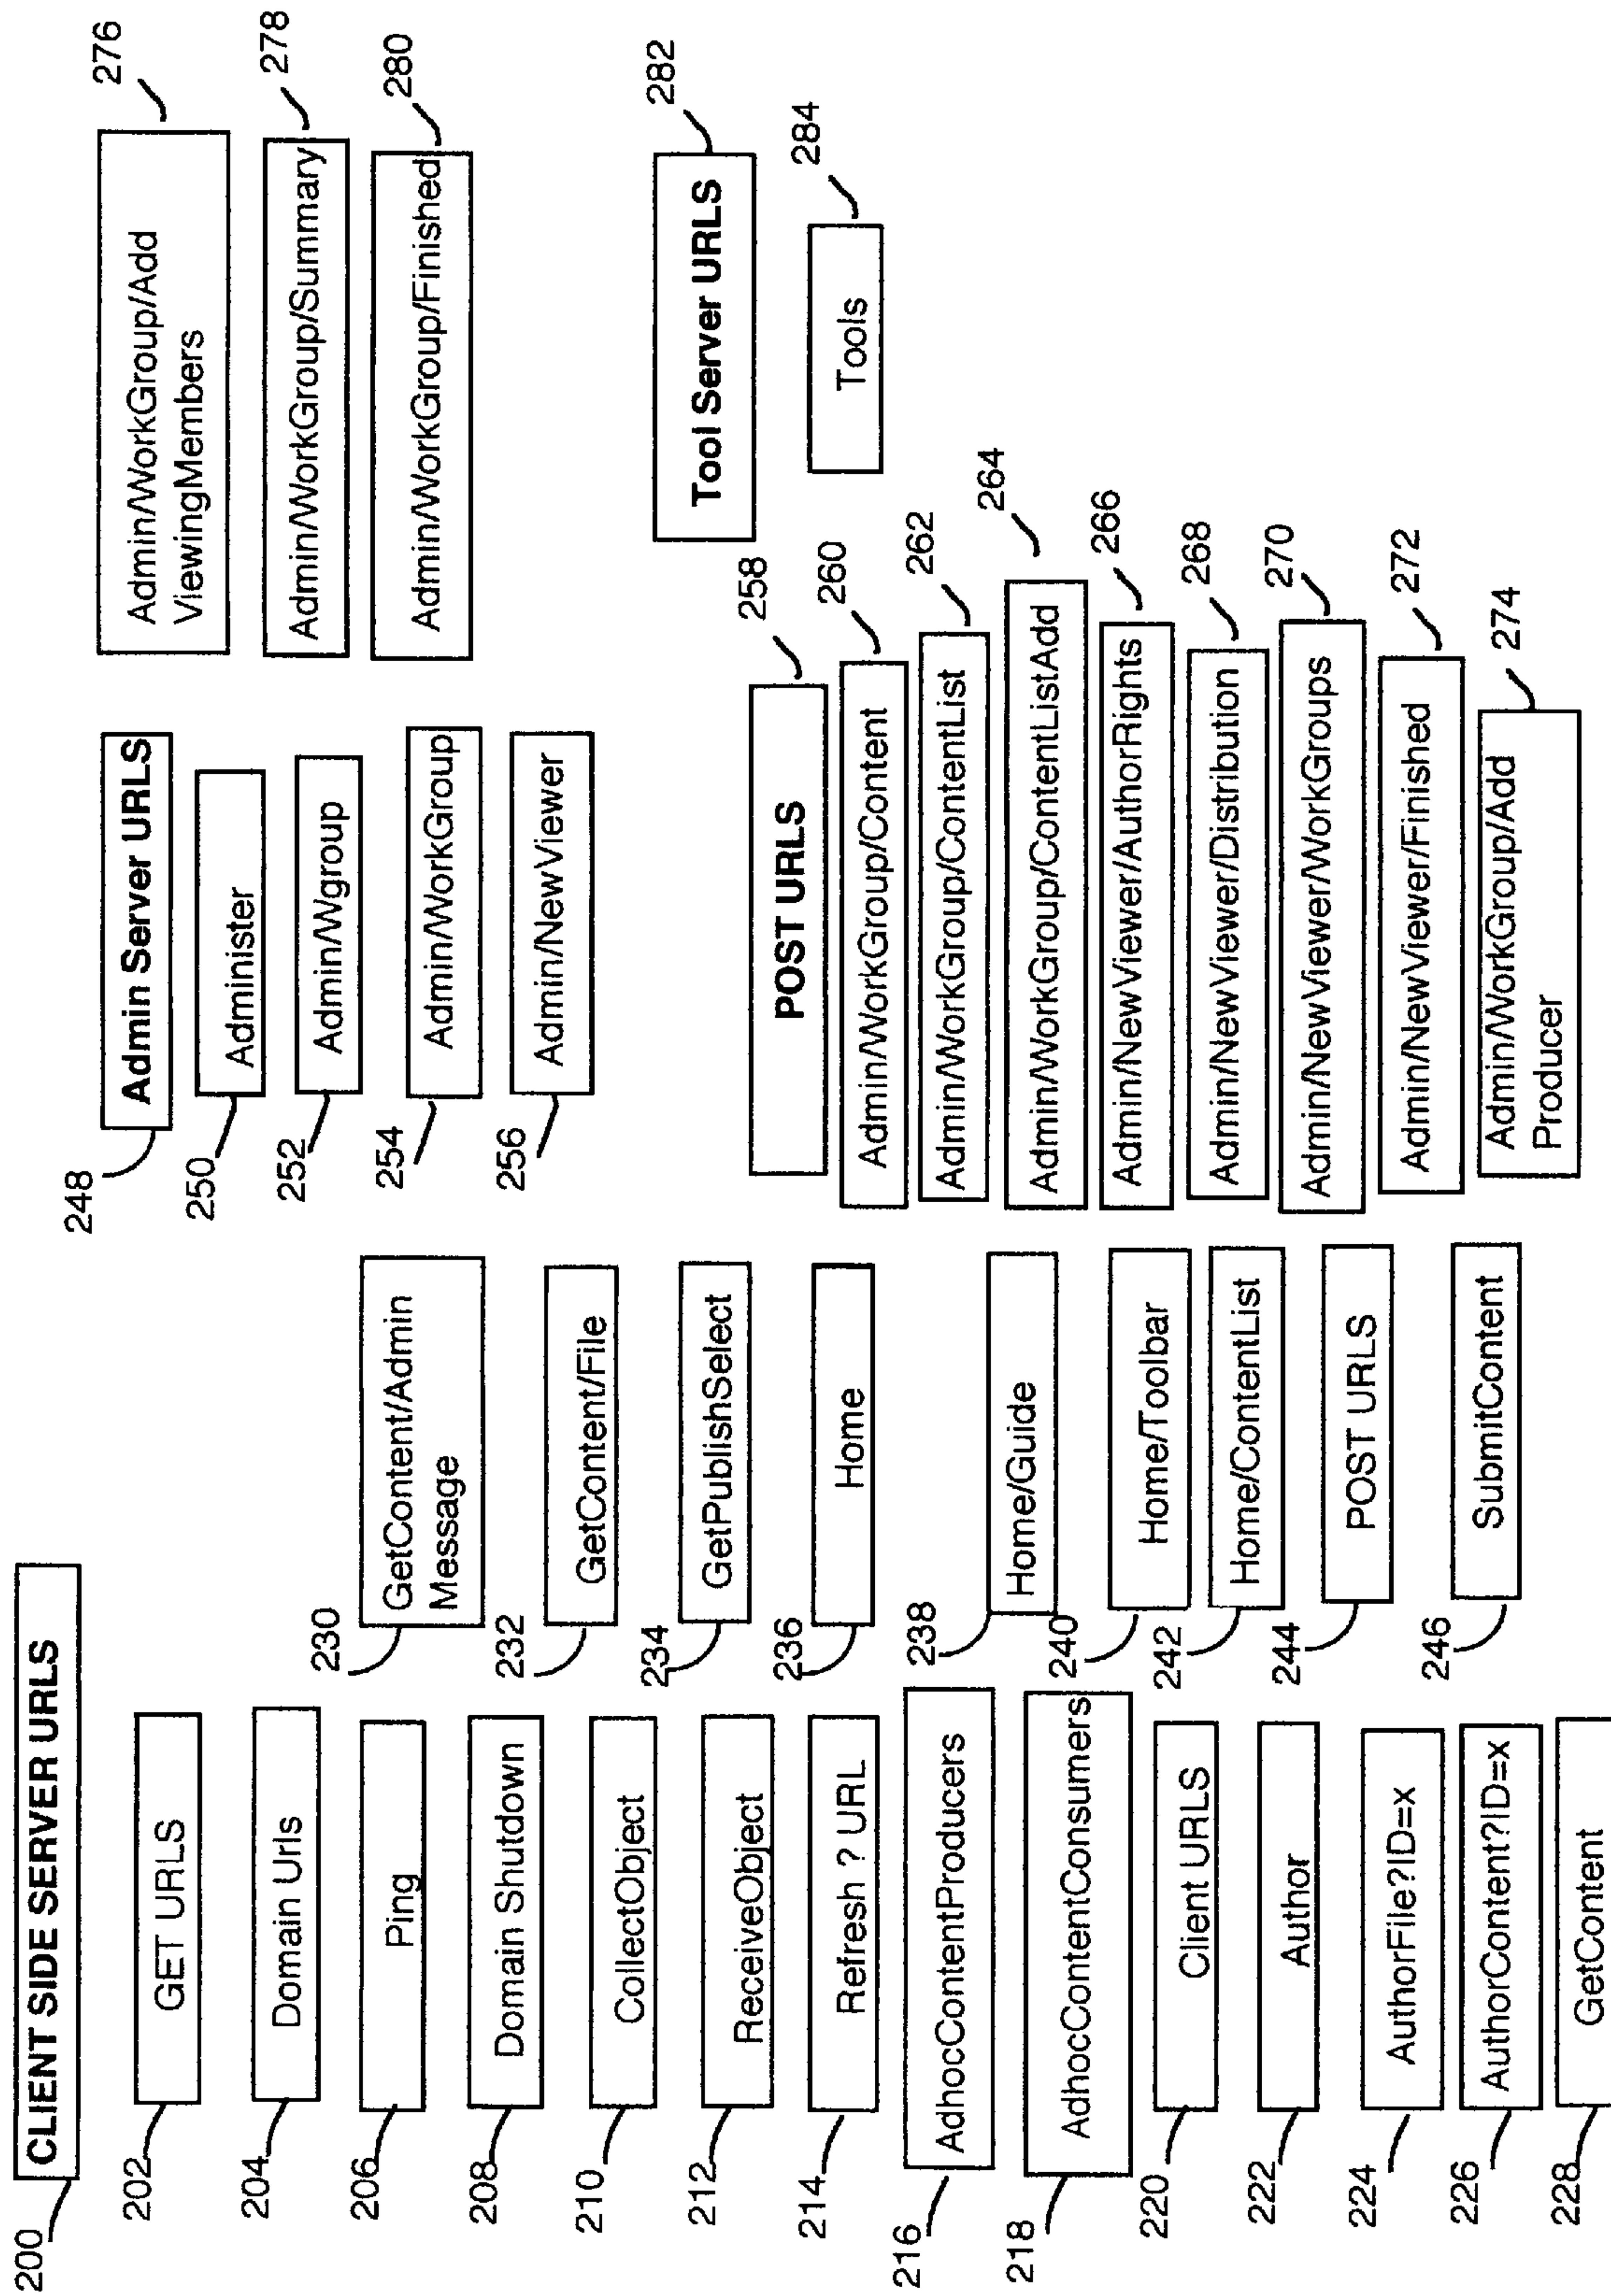 CLIENT SIDE SERVER URLS
200
GET URLS
202
Domain Urls
204
Ping
206
Domain Shutdown
208
CollectObject
210
ReceiveObject
212
Refresh ? URL
214
AdhocContentProducers
216
AdhocContentConsumers
218
Client URLS
220
Author
222
AuthorFile?ID=x
224
AuthorContent?ID=x
226
GetContent
228
GetContent/Admin
Message
230
GetContent/File
232
GetPublishSelect
234
Home
236
Home/Guide
238
Home/Toolbar
240
Home/ContentList
242
POST URLS
244
SubmitContent
246
Admin Server URLS
248
Administer
250
Admin/Wgroup
252
Admin/WorkGroup
254
Admin/NewViewer
256
POST URLS
258
Admin/WorkGroup/Content
260
Admin/WorkGroup/ContentList
262
Admin/WorkGroup/ContentListAdd
264
Admin/NewViewer/AuthorRights
266
Admin/NewViewer/Distribution
268
Admin/NewViewer/WorkGroups
270
Admin/NewViewer/Finished
272
Admin/WorkGroup/Add
Producer
274
Admin/WorkGroup/Add
ViewingMembers
276
Admin/WorkGroup/Summary
278
Admin/WorkGroup/Finished
280
Tool Server URLS
282
Tools
284